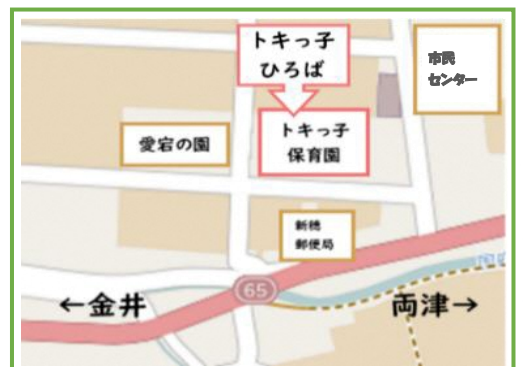 トキっ子
ひろば
市民
センター
愛宕の園
トキっ子
保育園
新穂
郵便局
65
←金井
両津→